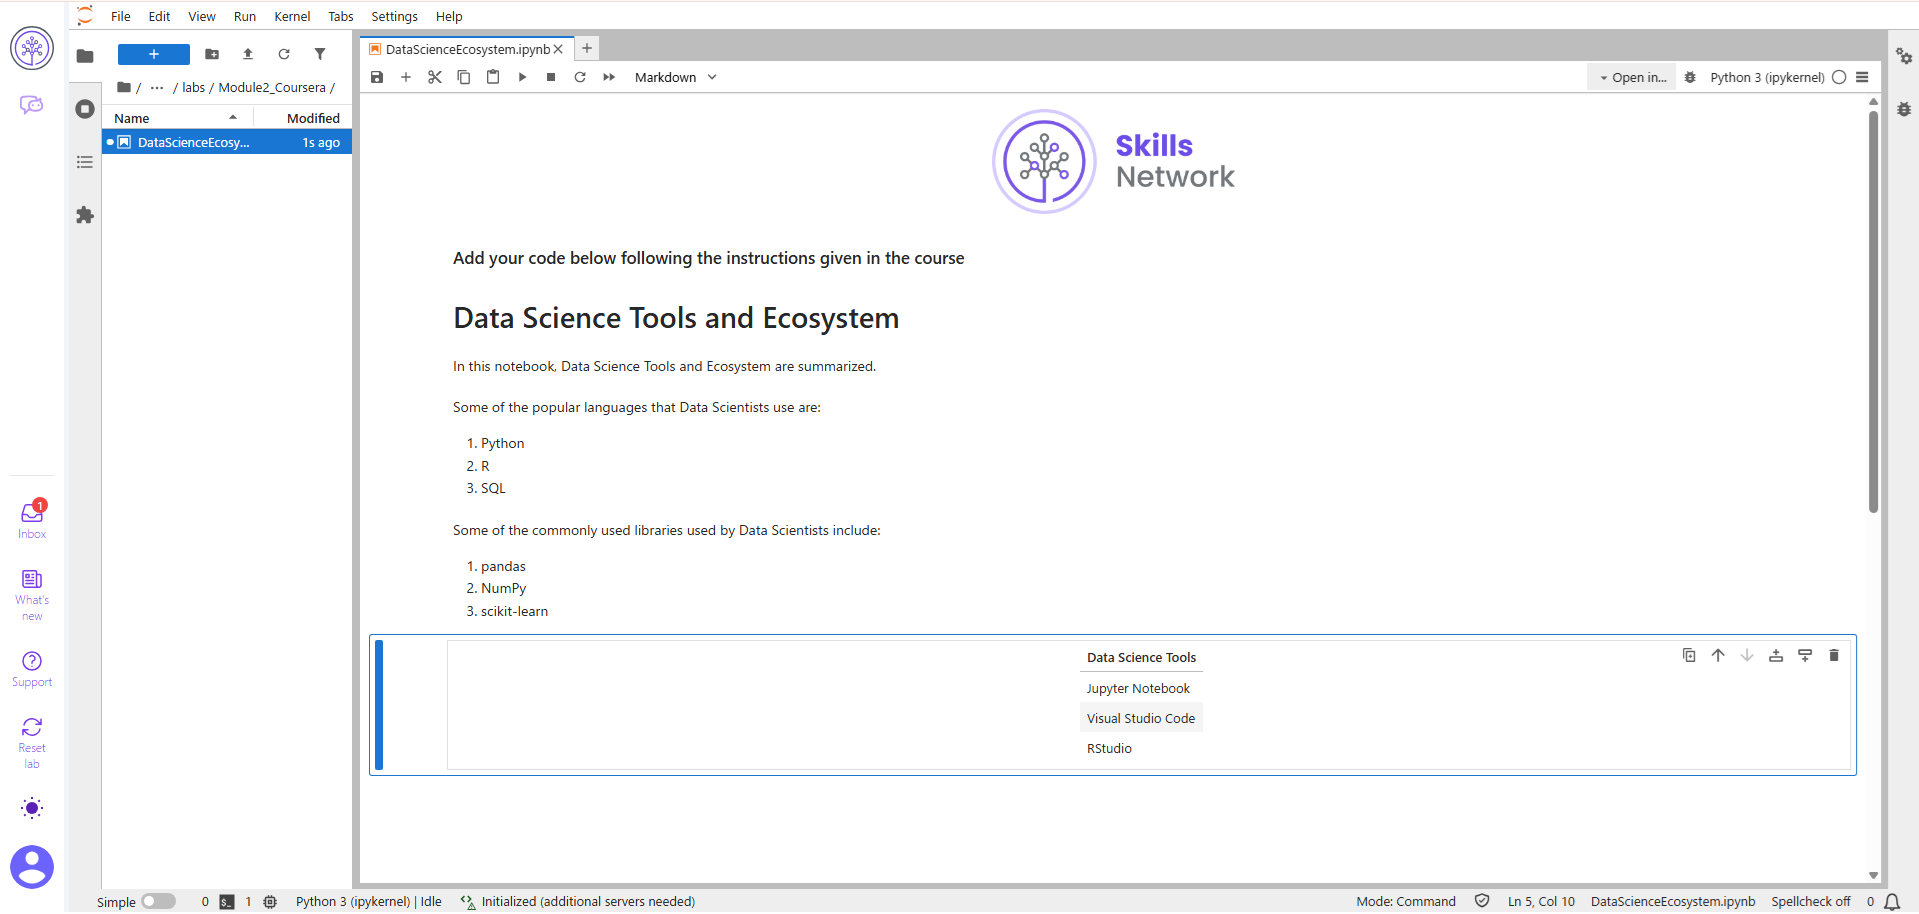 File Edit View Run Kernel Tabs Settings Help
+
/ ··· / labs / Module2_Coursera /
Name Modified
DataScienceEcosy... 1s ago
DataScienceEcosystem.ipynb
Markdown
Open in...
Python 3 (ipykernel)
Skills
Network
Add your code below following the instructions given in the course
Data Science Tools and Ecosystem
In this notebook, Data Science Tools and Ecosystem are summarized.
Some of the popular languages that Data Scientists use are:
1. Python
2. R
3. SQL
Some of the commonly used libraries used by Data Scientists include:
1. pandas
2. NumPy
3. scikit-learn
Data Science Tools
Jupyter Notebook
Visual Studio Code
RStudio
1
Inbox
What's
new
Support
Reset
lab
Simple 0 $_ 1 Python 3 (ipykernel) | Idle Initialized (additional servers needed)
Mode: Command Ln 5, Col 10 DataScienceEcosystem.ipynb Spellcheck off 0